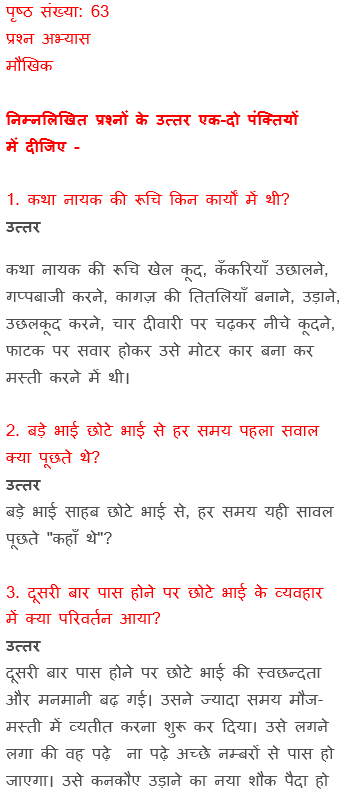 पृष्ठ संख्या: 63
प्रश्न अभ्यास
मौखिक
निम्नलिखित प्रश्नों के उत्तर एक-दो पंक्तियों
में दीजिए -
1. कथा नायक की रूचि किन कार्यों में थी?
उत्तर
कथा नायक की रूचि खेल कूद, कँकरियाँ उछालने,
गप्पबाजी करने, कागज़ की तितलियाँ बनाने, उड़ाने,
उछलकूद करने, चार दीवारी पर चढ़कर नीचे कूदने,
फाटक पर सवार होकर उसे मोटर कार बना कर
मस्ती करने में थी।
2. बड़े भाई छोटे भाई से हर समय पहला सवाल
क्या पूछते थे?
उत्तर
बड़े भाई साहब छोटे भाई से, हर समय यही सावल
पूछते "कहाँ थे"?
3. दूसरी बार पास होने पर छोटे भाई के व्यवहार
में क्या परिवर्तन आया?
उत्तर
दूसरी बार पास होने पर छोटे भाई की स्वछन्दता
और मनमानी बढ़ गई। उसने ज्यादा समय मौज-
मस्ती में व्यतीत करना शुरू कर दिया। उसे लगने
लगा की वह पढ़े ना पढ़े अच्छे नम्बरों से पास हो
जाएगा। उसे कनकौए उड़ाने का नया शौक पैदा हो